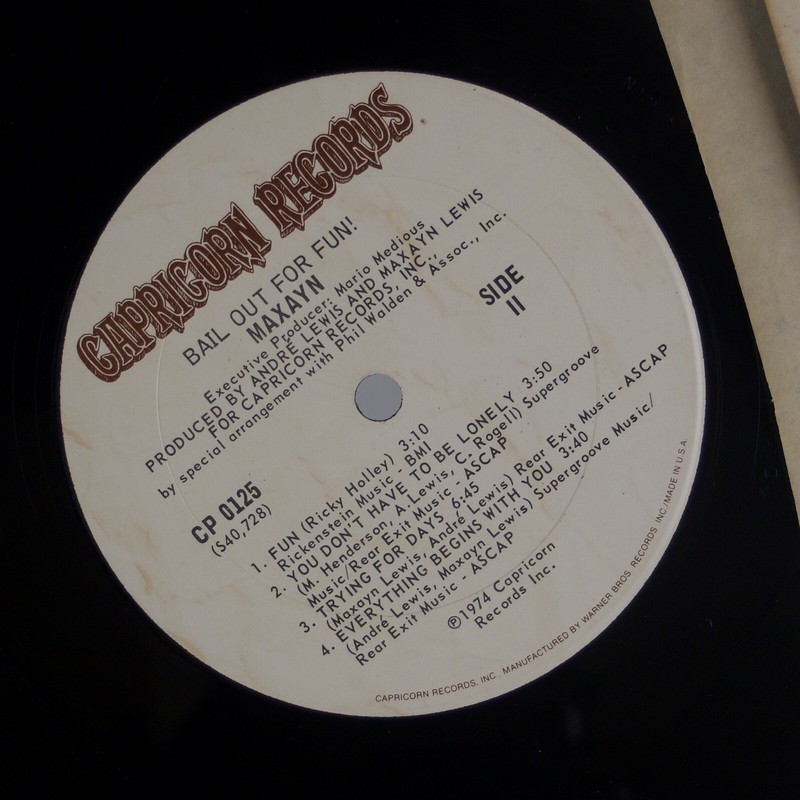 CAPRICORN RECORDS
BAIL OUT FOR FUN!
MAXAYN
Executive Producer: Mario Medious
PRODUCED BY ANDRÉ LEWIS AND MAXAYN LEWIS
FOR CAPRICORN RECORDS, INC.,
by special arrangement with Phil Walden & Assoc., Inc.
SIDE
II
CP 0125
(S40,728)
1. FUN (Ricky Holley) 3:10
Rickenstein Music - BMI
2. YOU DON'T HAVE TO BE LONELY 3:50
(M. Henderson, A. Lewis, C. Rogell) Supergroove
Music/Rear Exit Music - ASCAP
3. TRYING FOR DAYS 6:45
(Maxayn Lewis, André Lewis) Rear Exit Music - ASCAP
4. EVERYTHING BEGINS WITH YOU 3:40
(André Lewis, Maxayn Lewis) Supergroove Music/
Rear Exit Music - ASCAP
℗1974 Capricorn
Records Inc.
CAPRICORN RECORDS, INC., MANUFACTURED BY WARNER BROS RECORDS INC./MADE IN U.S.A.